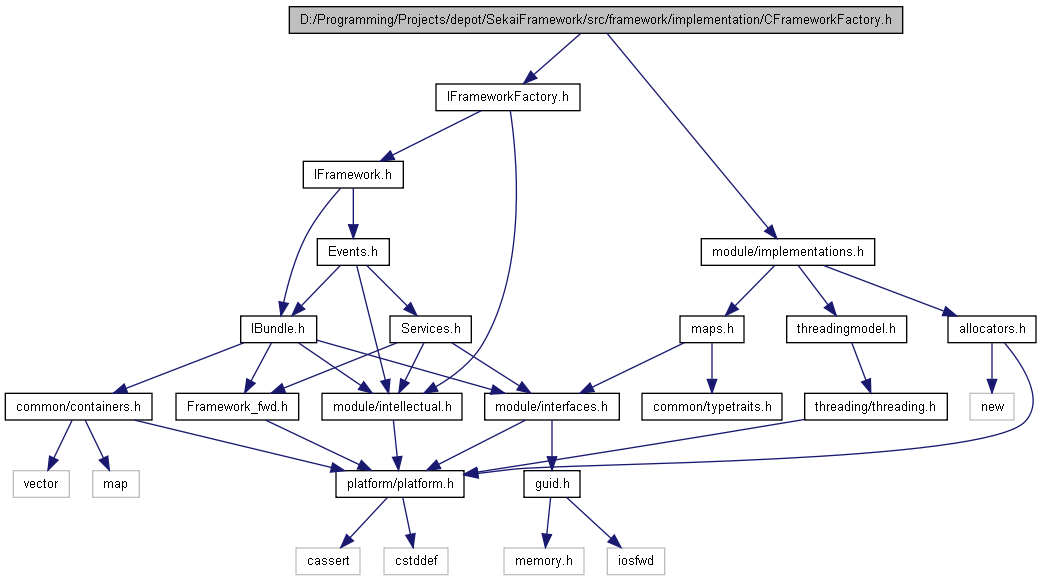 D:/Programming/Projects/depot/SekaiFramework/src/framework/implementation/CFrameworkFactory.h
IFrameworkFactory.h
IFramework.h
Events.h
module/implementations.h
IBundle.h
Services.h
maps.h
threadingmodel.h
allocators.h
common/containers.h
Framework_fwd.h
module/intellectual.h
module/interfaces.h
common/typetraits.h
threading/threading.h
new
vector
map
platform/platform.h
guid.h
cassert
cstddef
memory.h
iosfwd